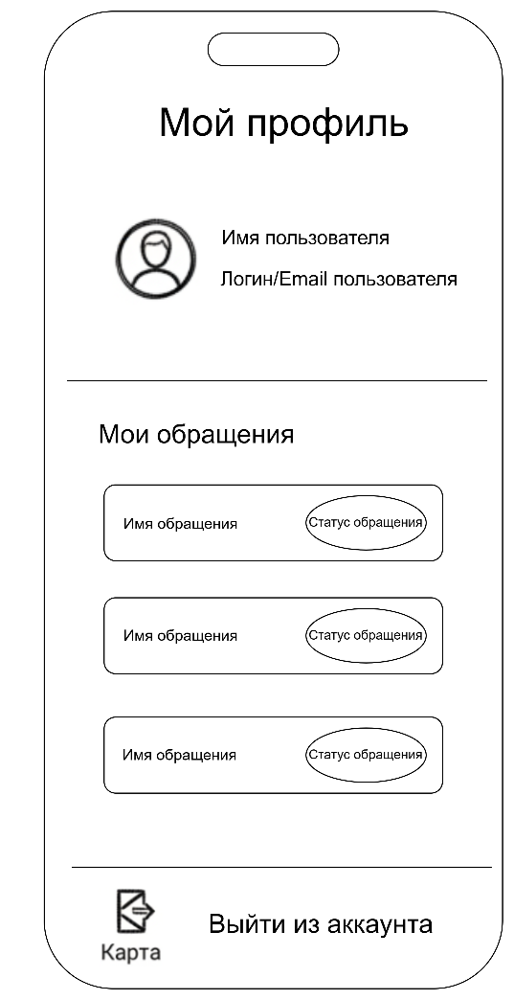 Мой профиль
Имя пользователя
Логин/Email пользователя
Мои обращения
Имя обращения
Статус обращения
Имя обращения
Статус обращения
Имя обращения
Статус обращения
Карта
Выйти из аккаунта